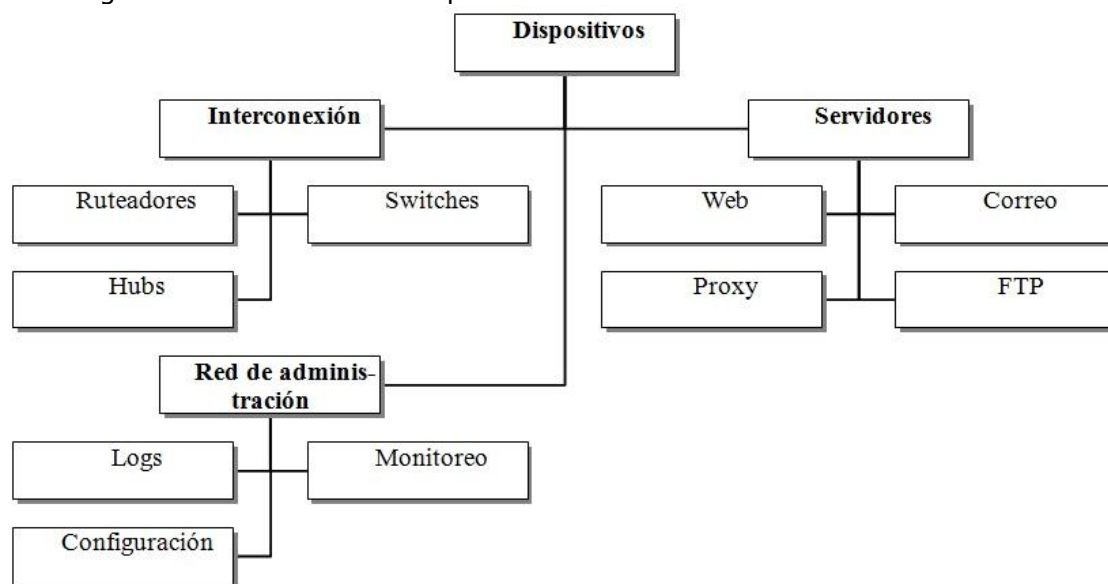 Dispositivos
Interconexión
Servidores
Ruteadores
Switches
Web
Correo
Hubs
Proxy
FTP
Red de adminis-
tración
Logs
Monitoreo
Configuración